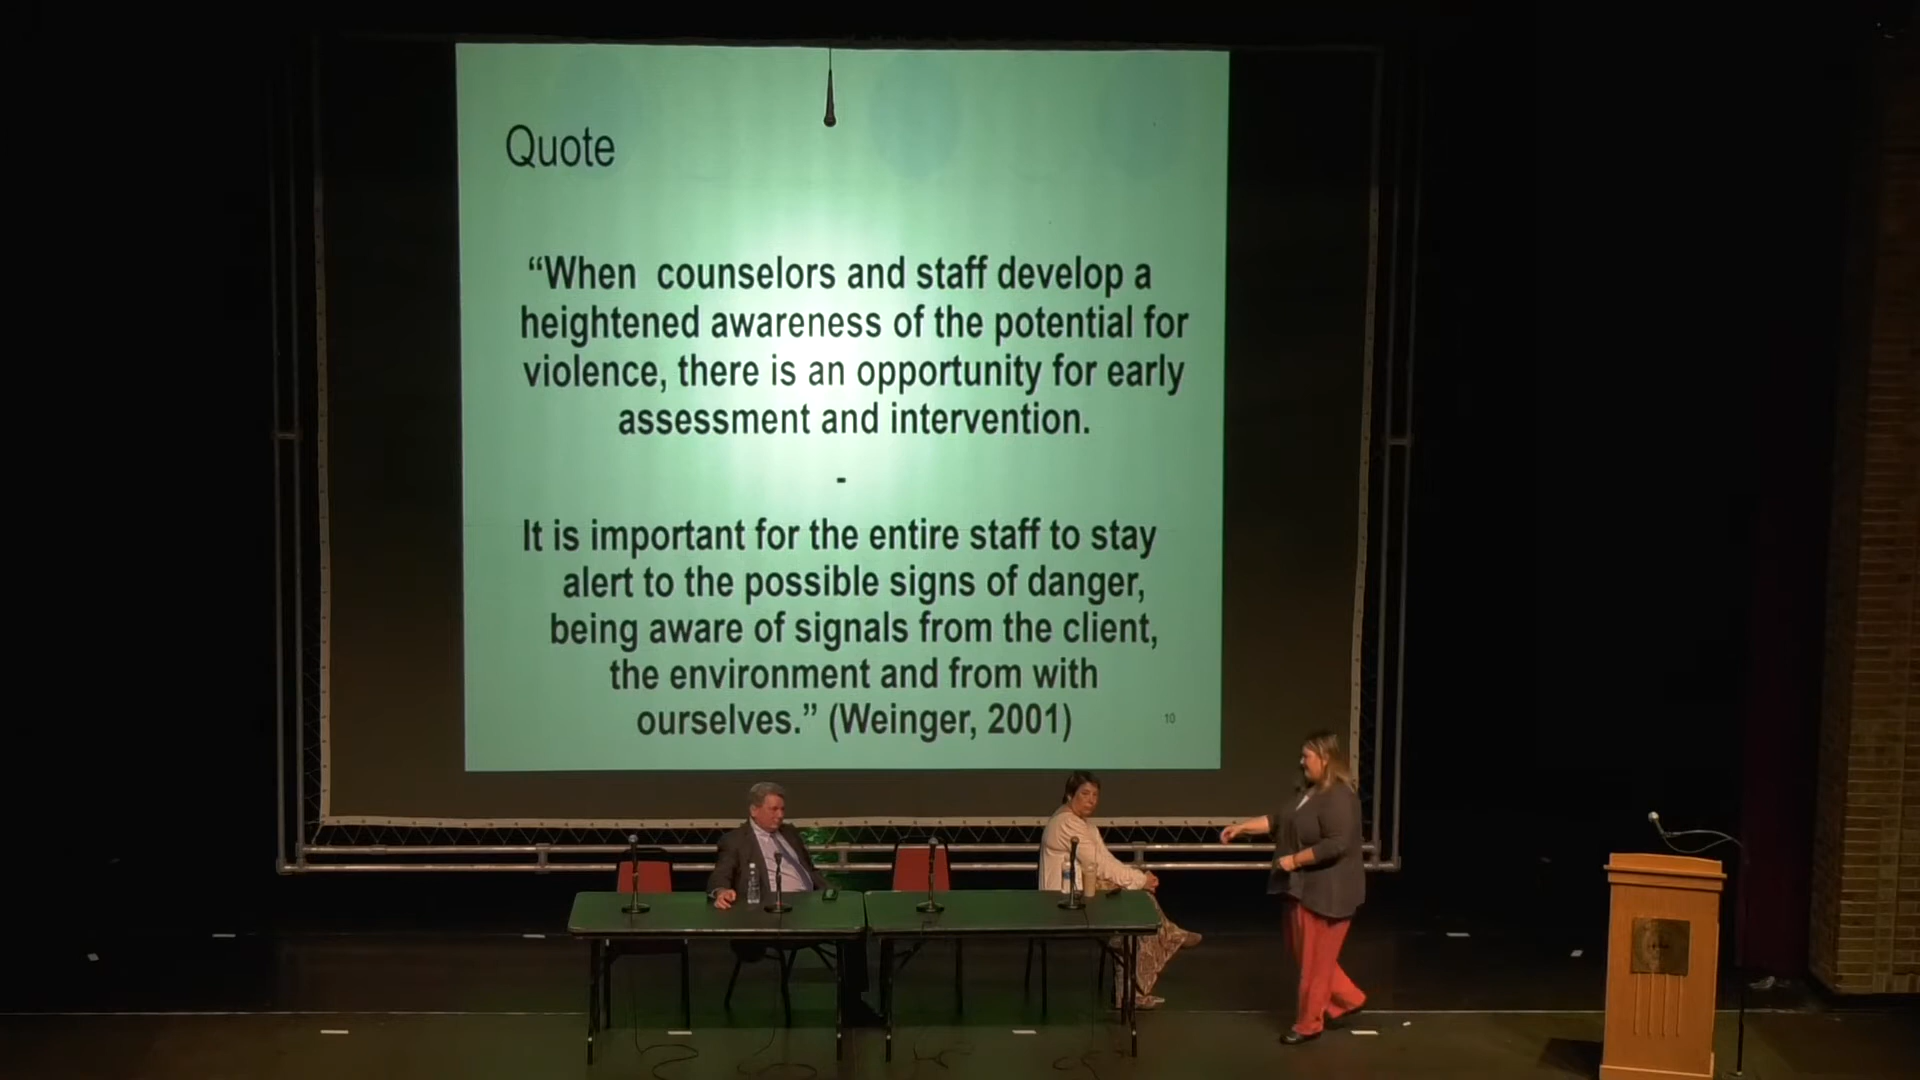 Quote
“When counselors and staff develop a
heightened awareness of the potential for
violence, there is an opportunity for early
assessment and intervention.
-
It is important for the entire staff to stay
alert to the possible signs of danger,
being aware of signals from the client,
the environment and from with
ourselves.” (Weinger, 2001)
10